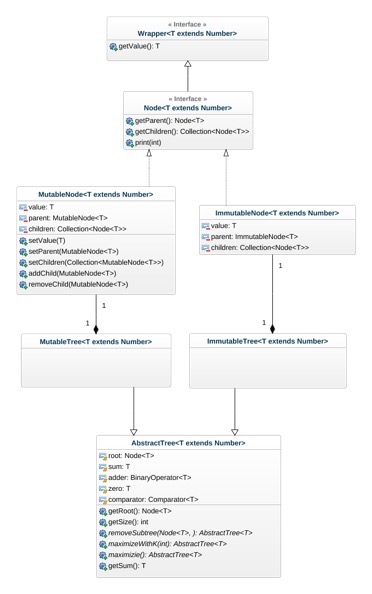 « Interface »
Wrapper<T extends Number>
getValue(): T
« Interface »
Node<T extends Number>
getParent(): Node<T>
getChildren(): Collection<Node<T>>
print(int)
MutableNode<T extends Number>
value: T
parent: MutableNode<T>
children: Collection<Node<T>>
setValue(T)
setParent(MutableNode<T>)
setChildren(Collection<MutableNode<T>>)
addChild(MutableNode<T>)
removeChild(MutableNode<T>)
ImmutableNode<T extends Number>
value: T
parent: ImmutableNode<T>
children: Collection<Node<T>>
1
1
1
1
MutableTree<T extends Number>
ImmutableTree<T extends Number>
AbstractTree<T extends Number>
root: Node<T>
sum: T
adder: BinaryOperator<T>
zero: T
comparator: Comparator<T>
getRoot(): Node<T>
getSize(): int
removeSubtree(Node<T>, ): AbstractTree<T>
maximizeWithK(int): AbstractTree<T>
maximizie(): AbstractTree<T>
getSum(): T